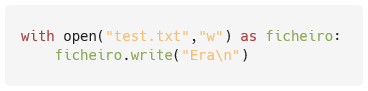 with open("test.txt","w") as ficheiro:
    ficheiro.write("Era\n")